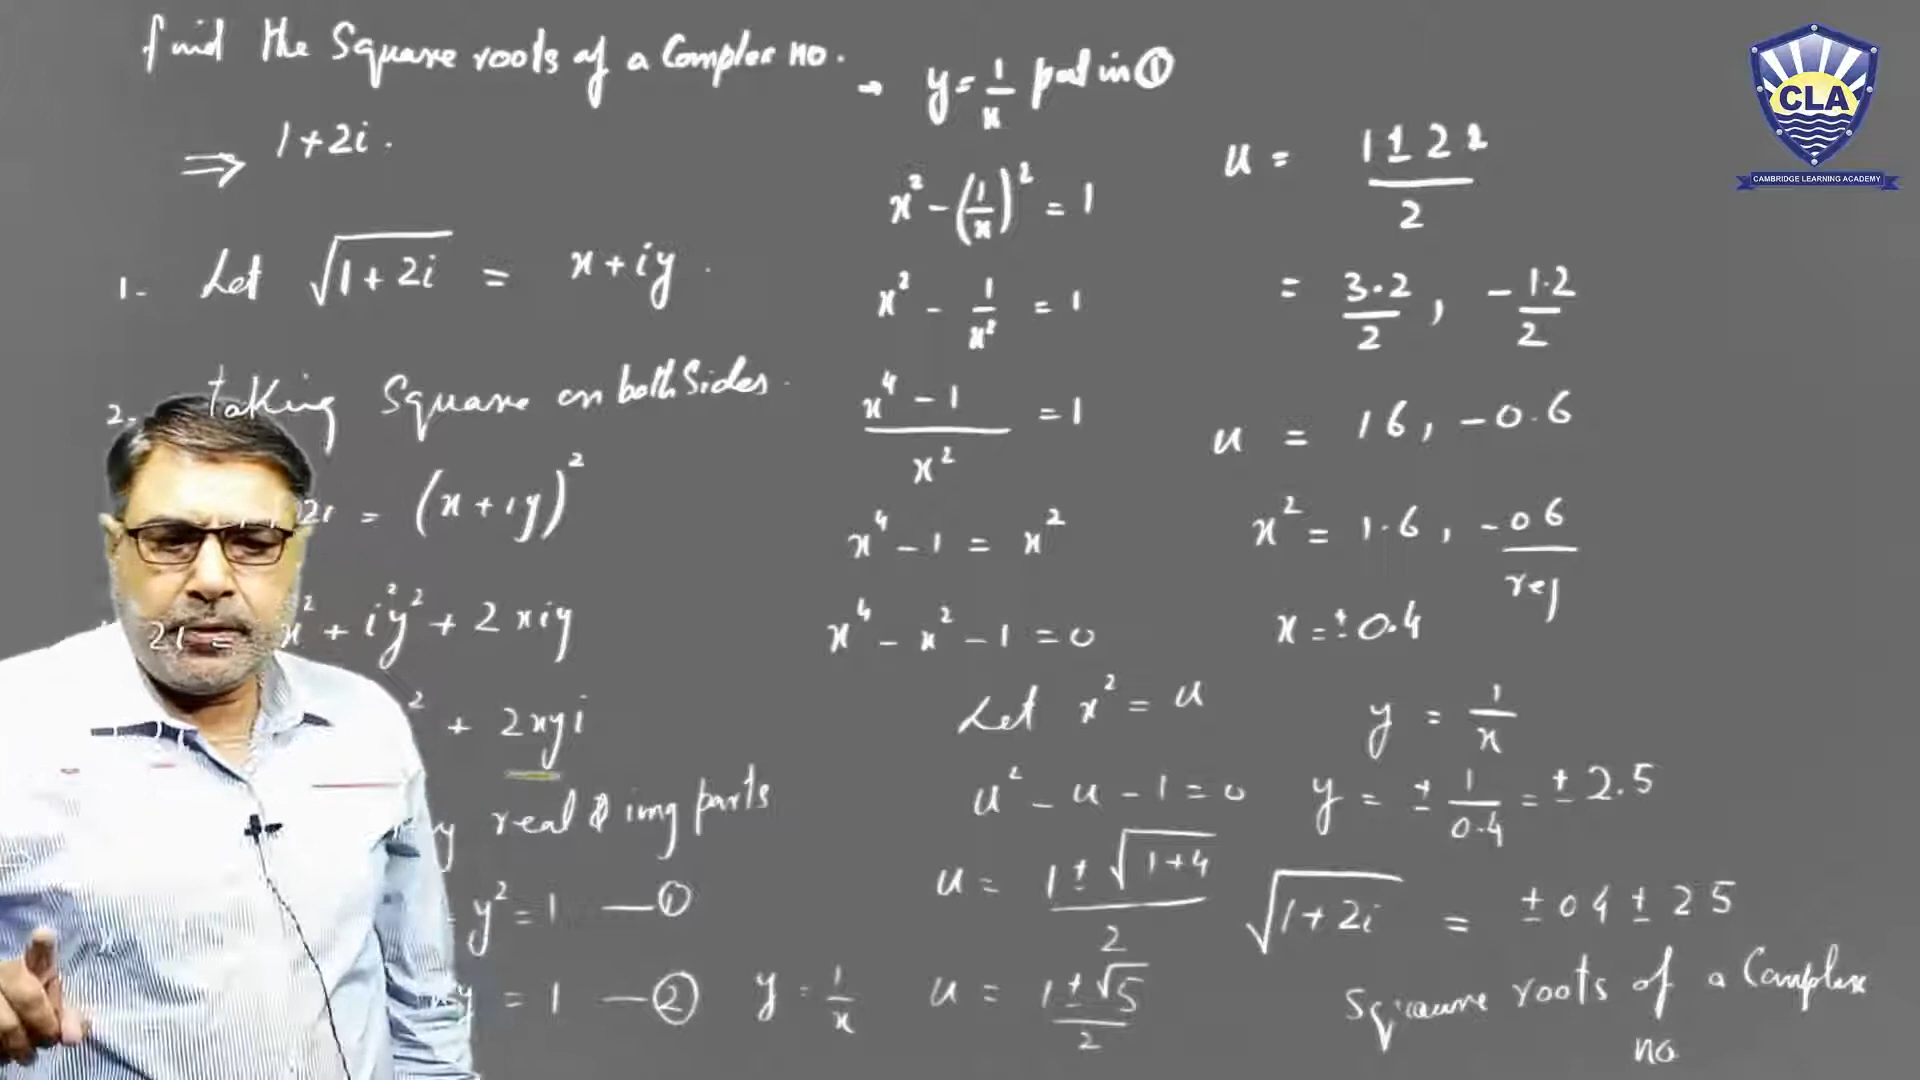 find the Square roots of a Complex no.
⇒ 1+2i.
1. Let √(1+2i) = x+iy.
2. taking Square on both Sides.
2i = (x+iy)²
2i = x² + i²y² + 2xiy
² + 2xyi
y real & img parts
- y² = 1 —①
xy = 1 —② y = 1/x
→ y = 1/x put in ①
x² - (1/x)² = 1
x² - 1/x² = 1
(x⁴ - 1)/x² = 1
x⁴ - 1 = x²
x⁴ - x² - 1 = 0
Let x² = u
u² - u - 1 = 0
u = (1 ± √(1+4))/2
u = (1 ± √5)/2
u = (1 ± 2 2)/2
= 3.2/2, -1.2/2
u = 1 6, -0.6
x² = 1.6, -0 6
rej
x = ±0.4
y = 1/x
y = ± 1/0.4 = ± 2.5
√(1+2i) = ± 0 4 ± 2 5
Square roots of a Complex
no
CLA
CAMBRIDGE LEARNING ACADEMY